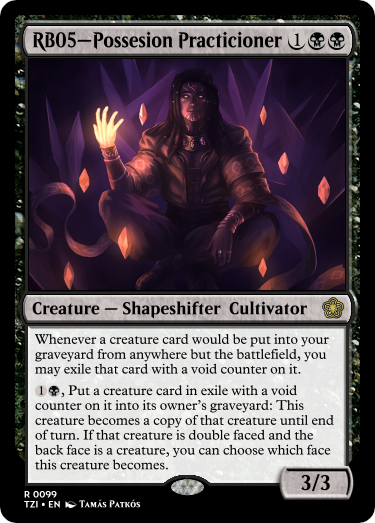 RB05—Possesion Practicioner 1
Creature — Shapeshifter Cultivator
Whenever a creature card would be put into your
graveyard from anywhere but the battlefield, you
may exile that card with a void counter on it.
1, Put a creature card in exile with a void
counter on it into its owner's graveyard: This
creature becomes a copy of that creature until end
of turn. If that creature is double faced and the
back face is a creature, you can choose which face
this creature becomes.
3/3
R 0099
TZI • EN Tamás Patkós